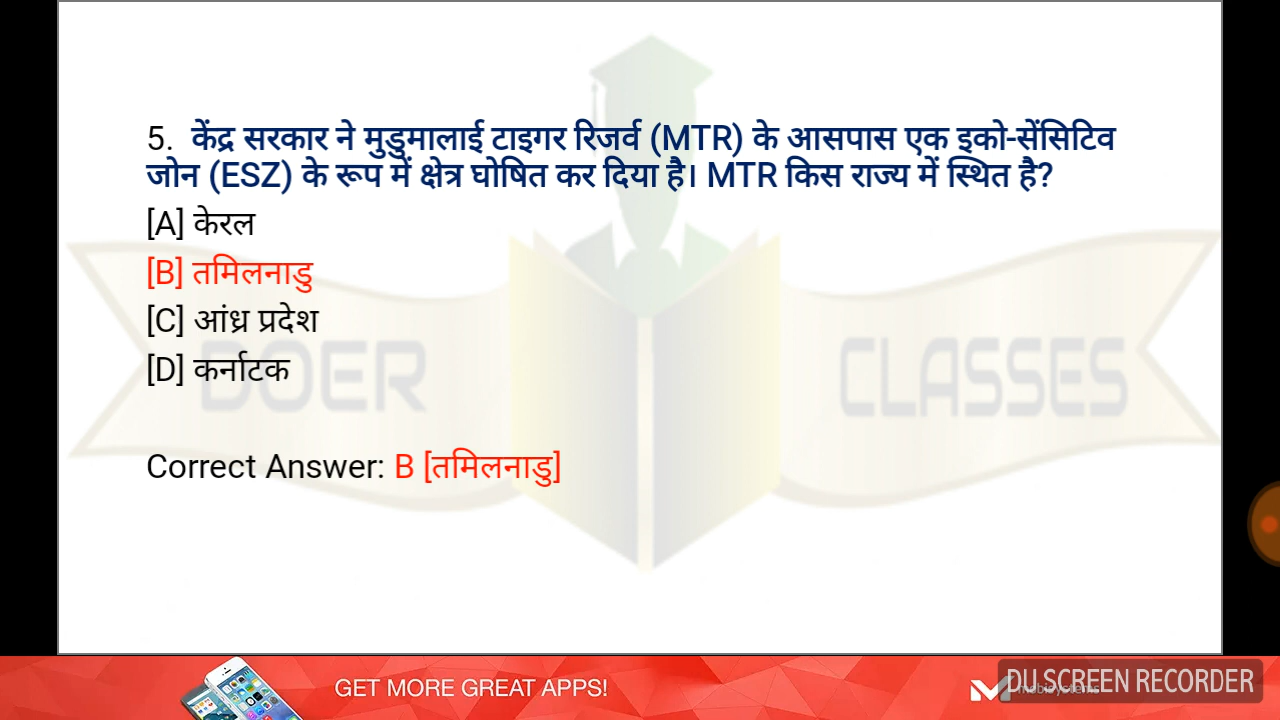 5. केंद्र सरकार ने मुडुमालाई टाइगर रिजर्व (MTR) के आसपास एक इको-सेंसिटिव
जोन (ESZ) के रूप में क्षेत्र घोषित कर दिया है। MTR किस राज्य में स्थित है?
[A] केरल
[B] तमिलनाडु
[C] आंध्र प्रदेश
[D] कर्नाटक
DOER CLASSES
Correct Answer: B [तमिलनाडु]
GET MORE GREAT APPS!
mobisystems
DU SCREEN RECORDER